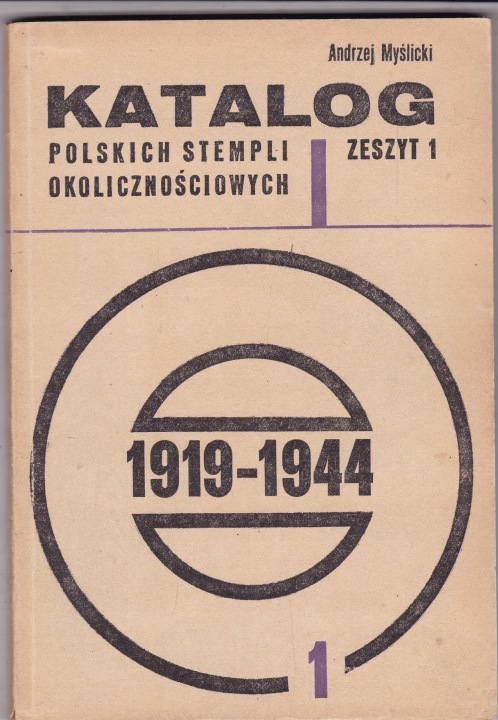 Andrzej Myślicki
KATALOG
POLSKICH STEMPLI
OKOLICZNOŚCIOWYCH
ZESZYT 1
1919-1944
1